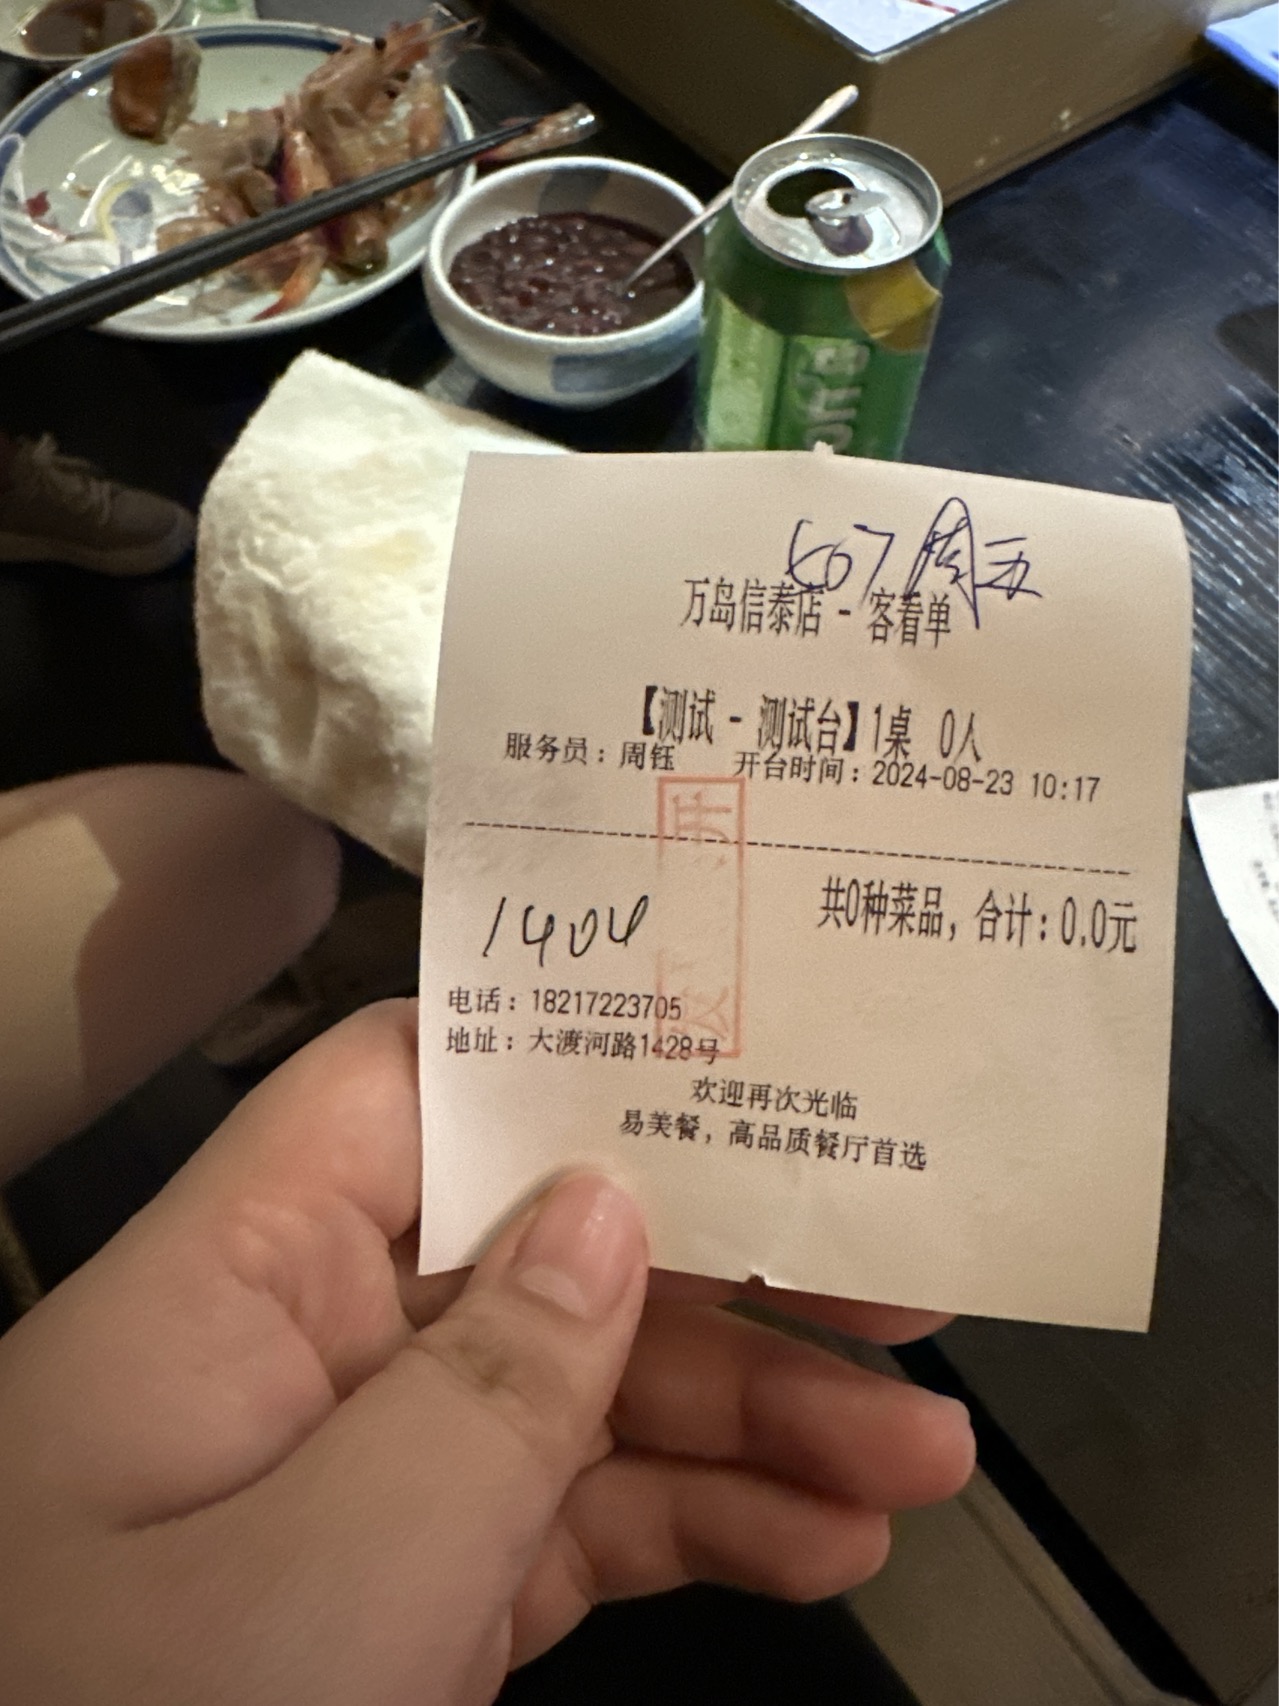 507 周五
万岛信泰店 - 客看单
【测试 - 测试台】1桌 0人
服务员：周钰 开台时间：2024-08-23 10:17
共0种菜品，合计：0.0元
1404
电话：18217223705
地址：大渡河路1428号
欢迎再次光临
易美餐，高品质餐厅首选